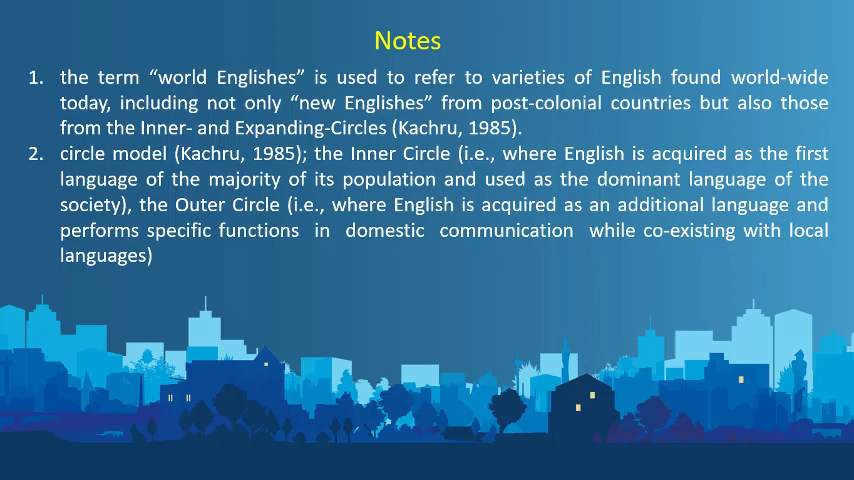 Notes
1. the term “world Englishes” is used to refer to varieties of English found world-wide
today, including not only “new Englishes” from post-colonial countries but also those
from the Inner- and Expanding-Circles (Kachru, 1985).
2. circle model (Kachru, 1985); the Inner Circle (i.e., where English is acquired as the first
language of the majority of its population and used as the dominant language of the
society), the Outer Circle (i.e., where English is acquired as an additional language and
performs specific functions in domestic communication while co-existing with local
languages)